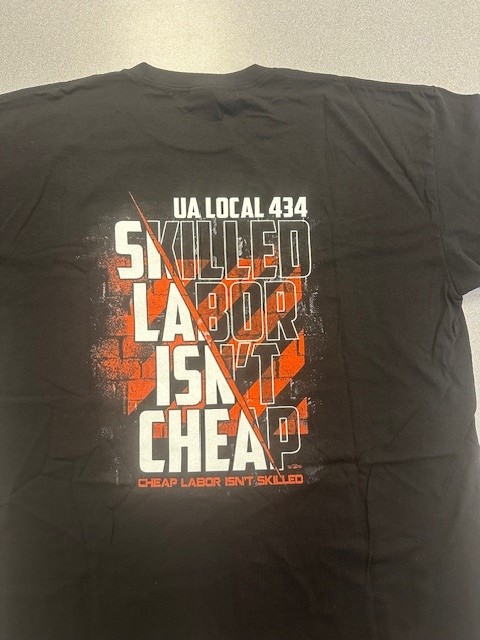 UA LOCAL 434
SKILLED
LABOR
ISN'T
CHEAP
CHEAP LABOR ISN'T SKILLED